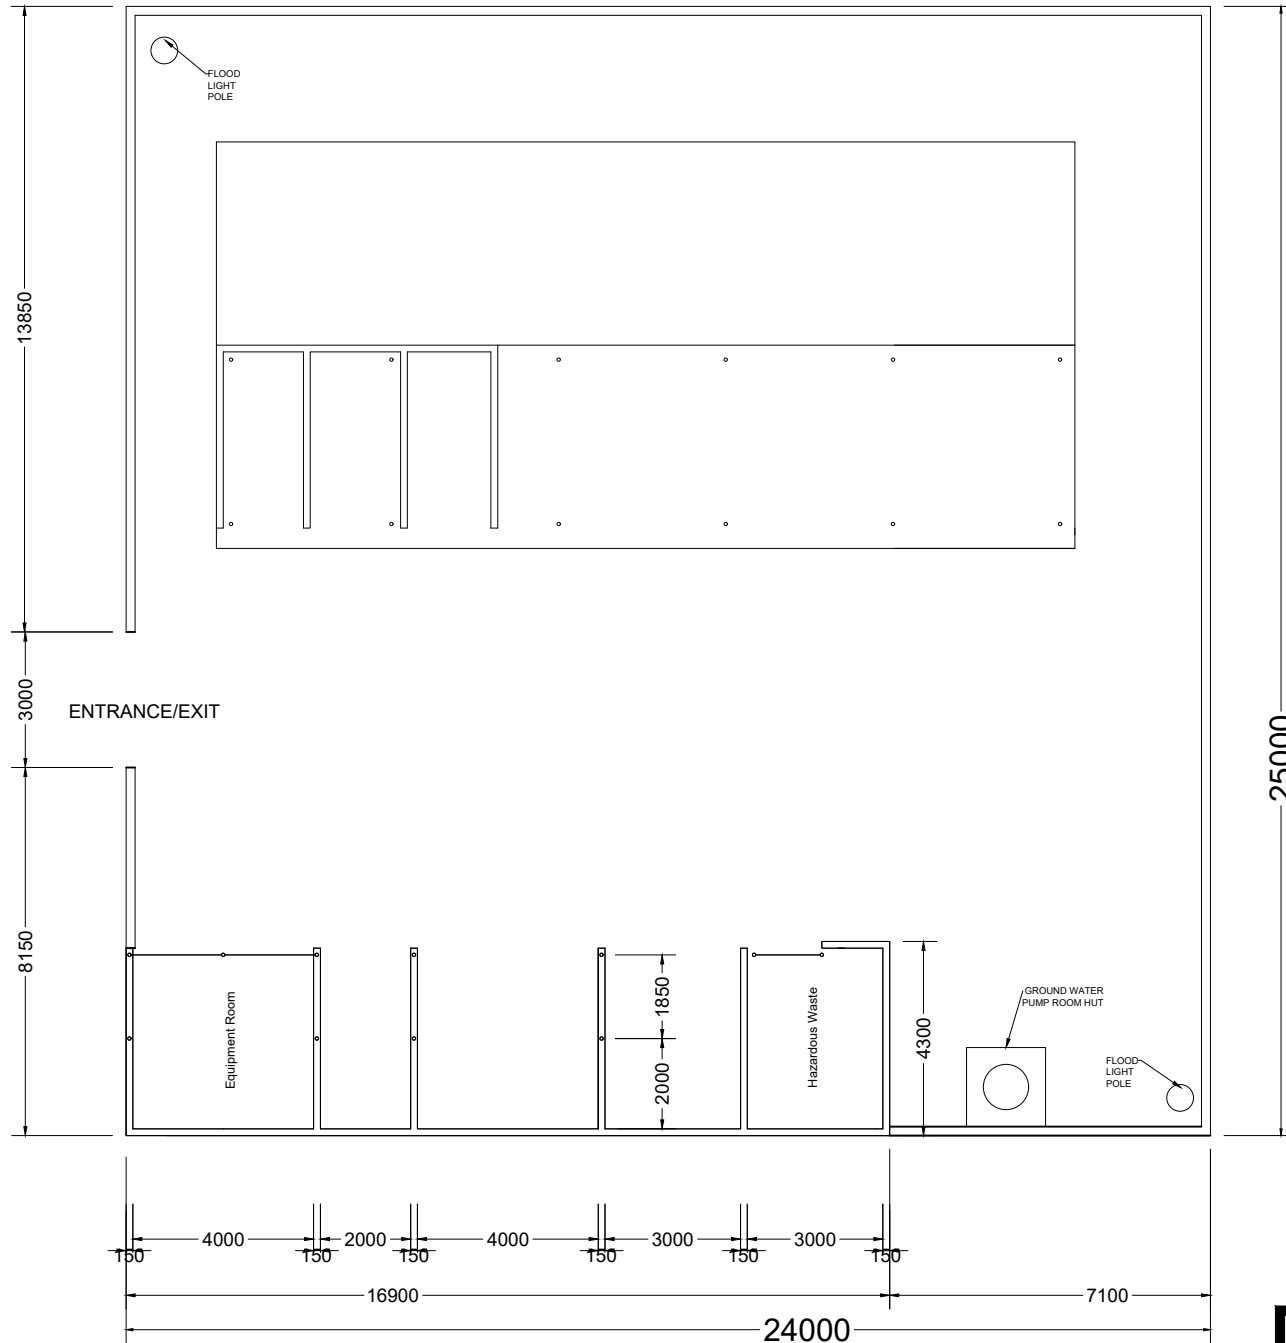 FLOOD
LIGHT
POLE
13850
3000
ENTRANCE/EXIT
25000
8150
Equipment Room
1850
2000
Hazardous Waste
4300
GROUND WATER
PUMP ROOM HUT
FLOOD
LIGHT
POLE
4000
2000
4000
3000
3000
150
150
150
150
150
150
16900
7100
24000